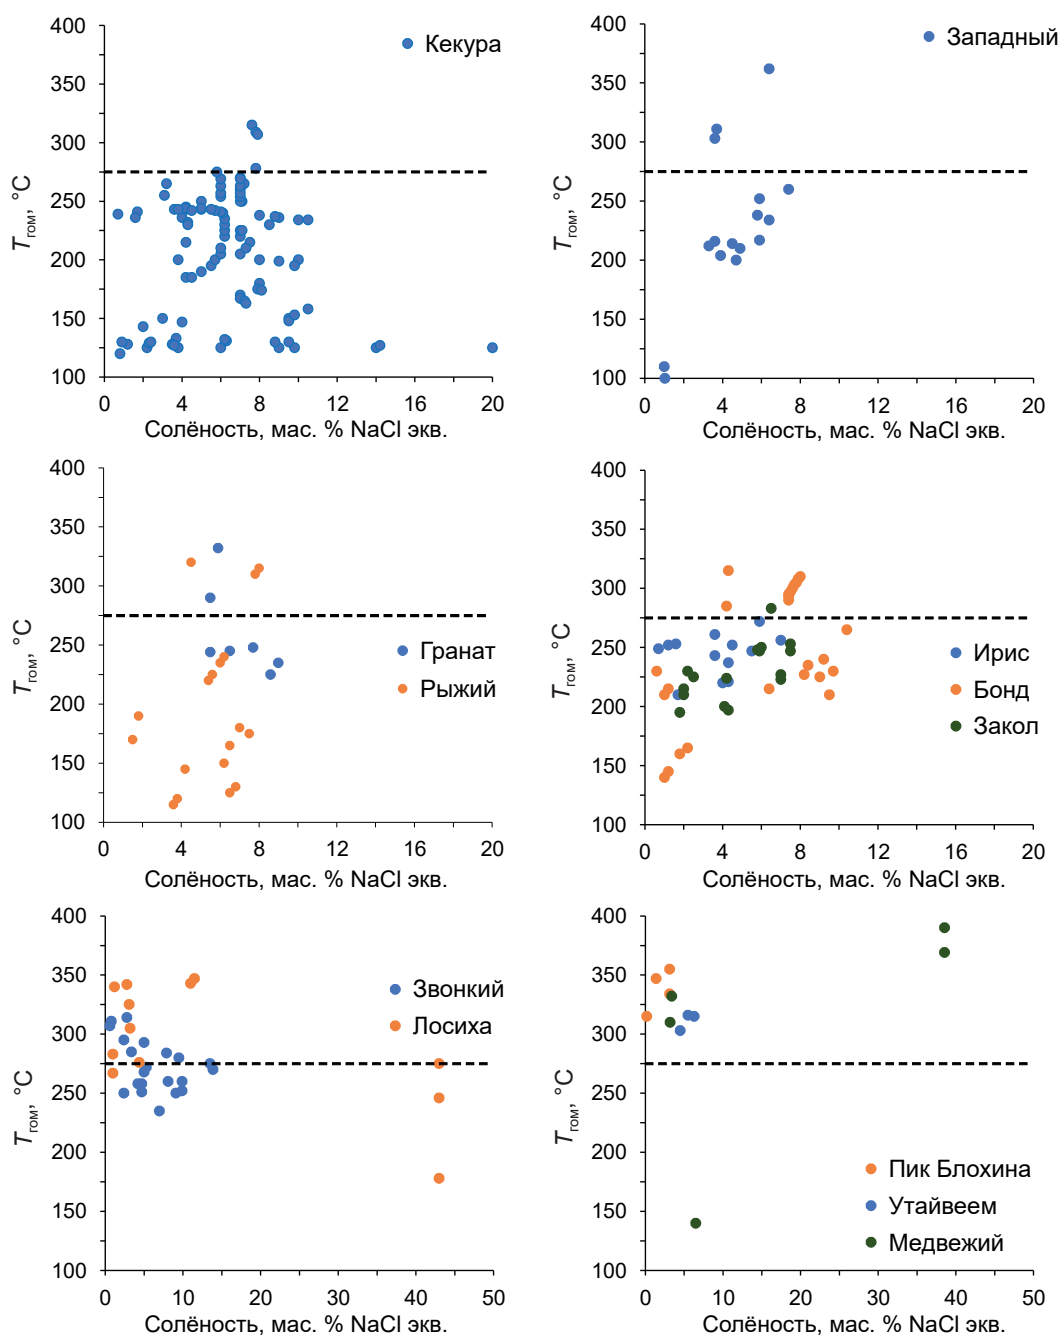 400
350
300
250
200
150
100
Tгом, °C
0 4 8 12 16 20
Солёность, мас. % NaCl экв.
Кекура
400
350
300
250
200
150
100
Tгом, °C
0 4 8 12 16 20
Солёность, мас. % NaCl экв.
Западный
400
350
300
250
200
150
100
Tгом, °C
0 4 8 12 16 20
Солёность, мас. % NaCl экв.
Гранат
Рыжий
400
350
300
250
200
150
100
Tгом, °C
0 4 8 12 16 20
Солёность, мас. % NaCl экв.
Ирис
Бонд
Закол
400
350
300
250
200
150
100
Tгом, °C
0 10 20 30 40 50
Солёность, мас. % NaCl экв.
Звонкий
Лосиха
400
350
300
250
200
150
100
Tгом, °C
0 10 20 30 40 50
Солёность, мас. % NaCl экв.
Пик Блохина
Утайвеем
Медвежий